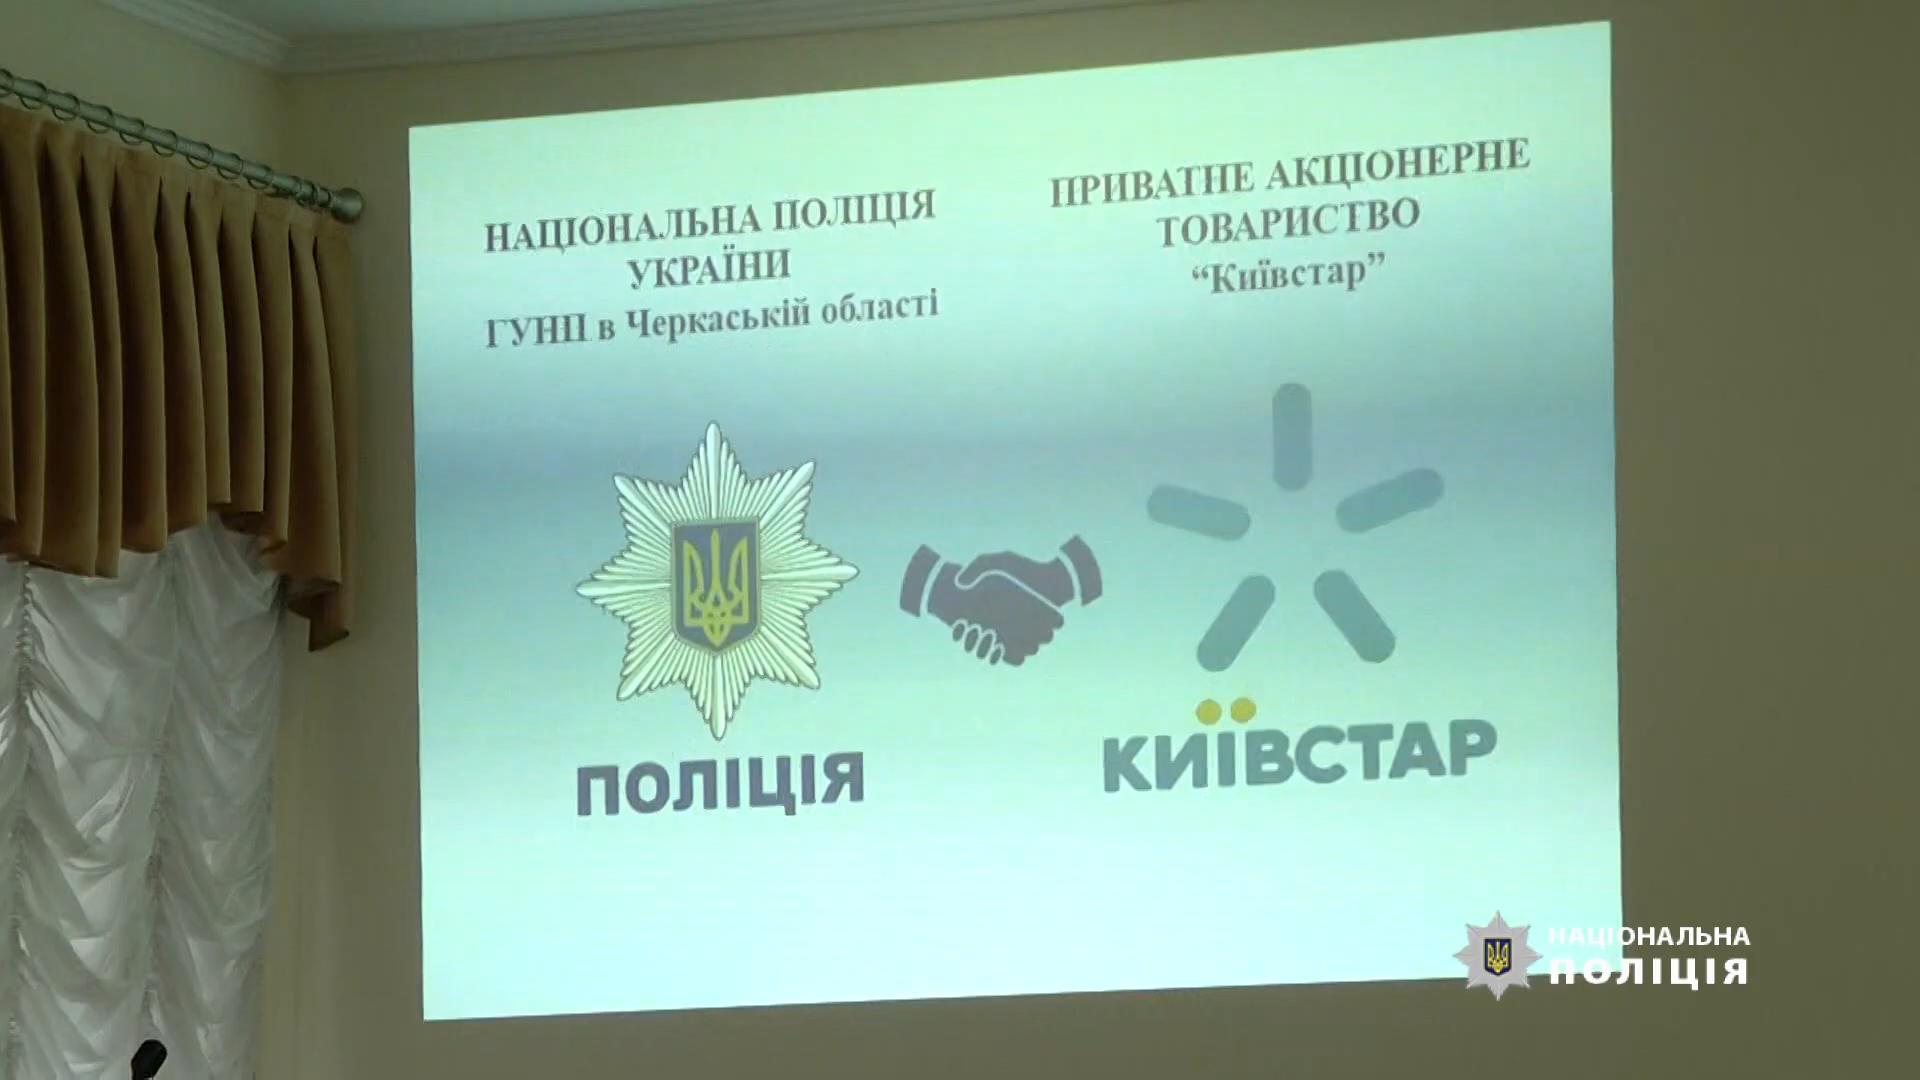 НАЦІОНАЛЬНА ПОЛІЦІЯ
УКРАЇНИ
ГУНП в Черкаській області
ПРИВАТНЕ АКЦІОНЕРНЕ
ТОВАРИСТВО
“Київстар”
ПОЛІЦІЯ
КИЇВСТАР
НАЦІОНАЛЬНА
ПОЛІЦІЯ